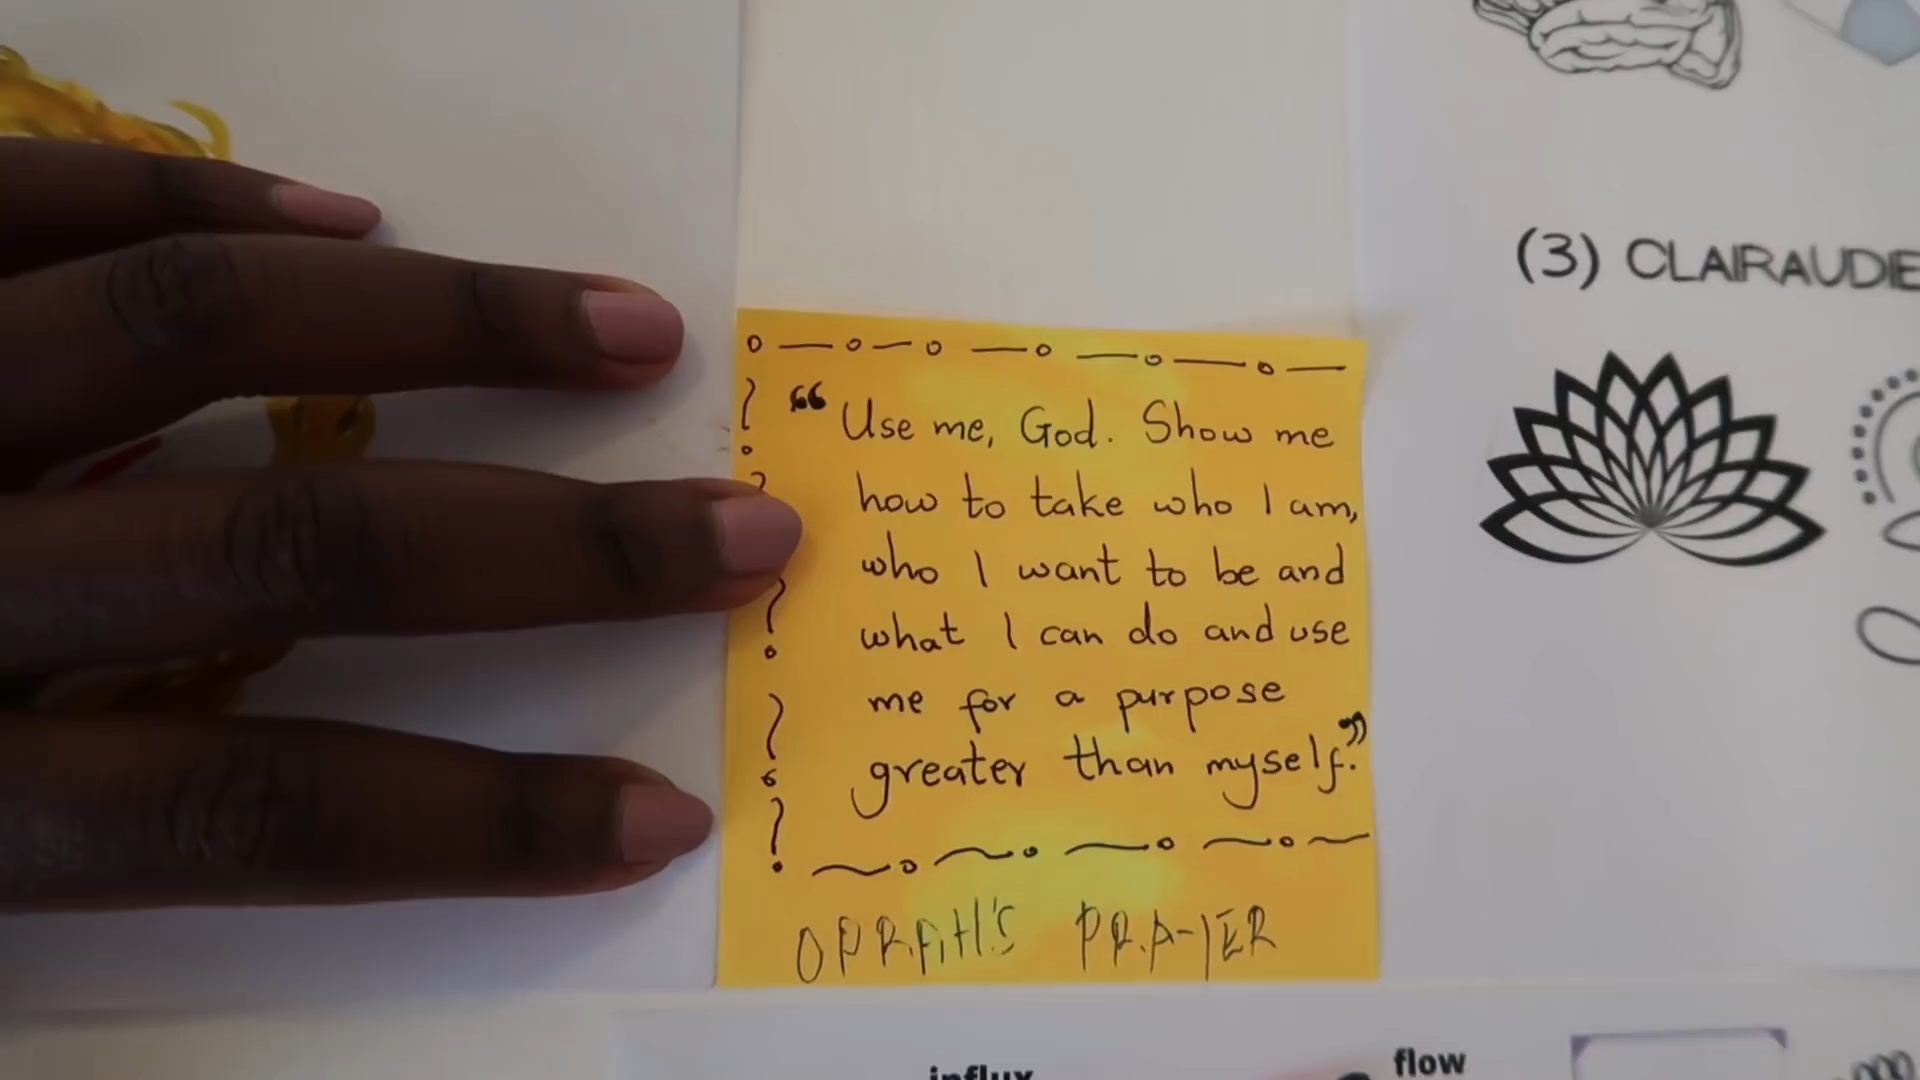 (3) CLAIRAUDIE
“Use me, God. Show me
how to take who I am,
who I want to be and
what I can do and use
me for a purpose
greater than myself.”
OPRAH'S PRAYER
influx
flow